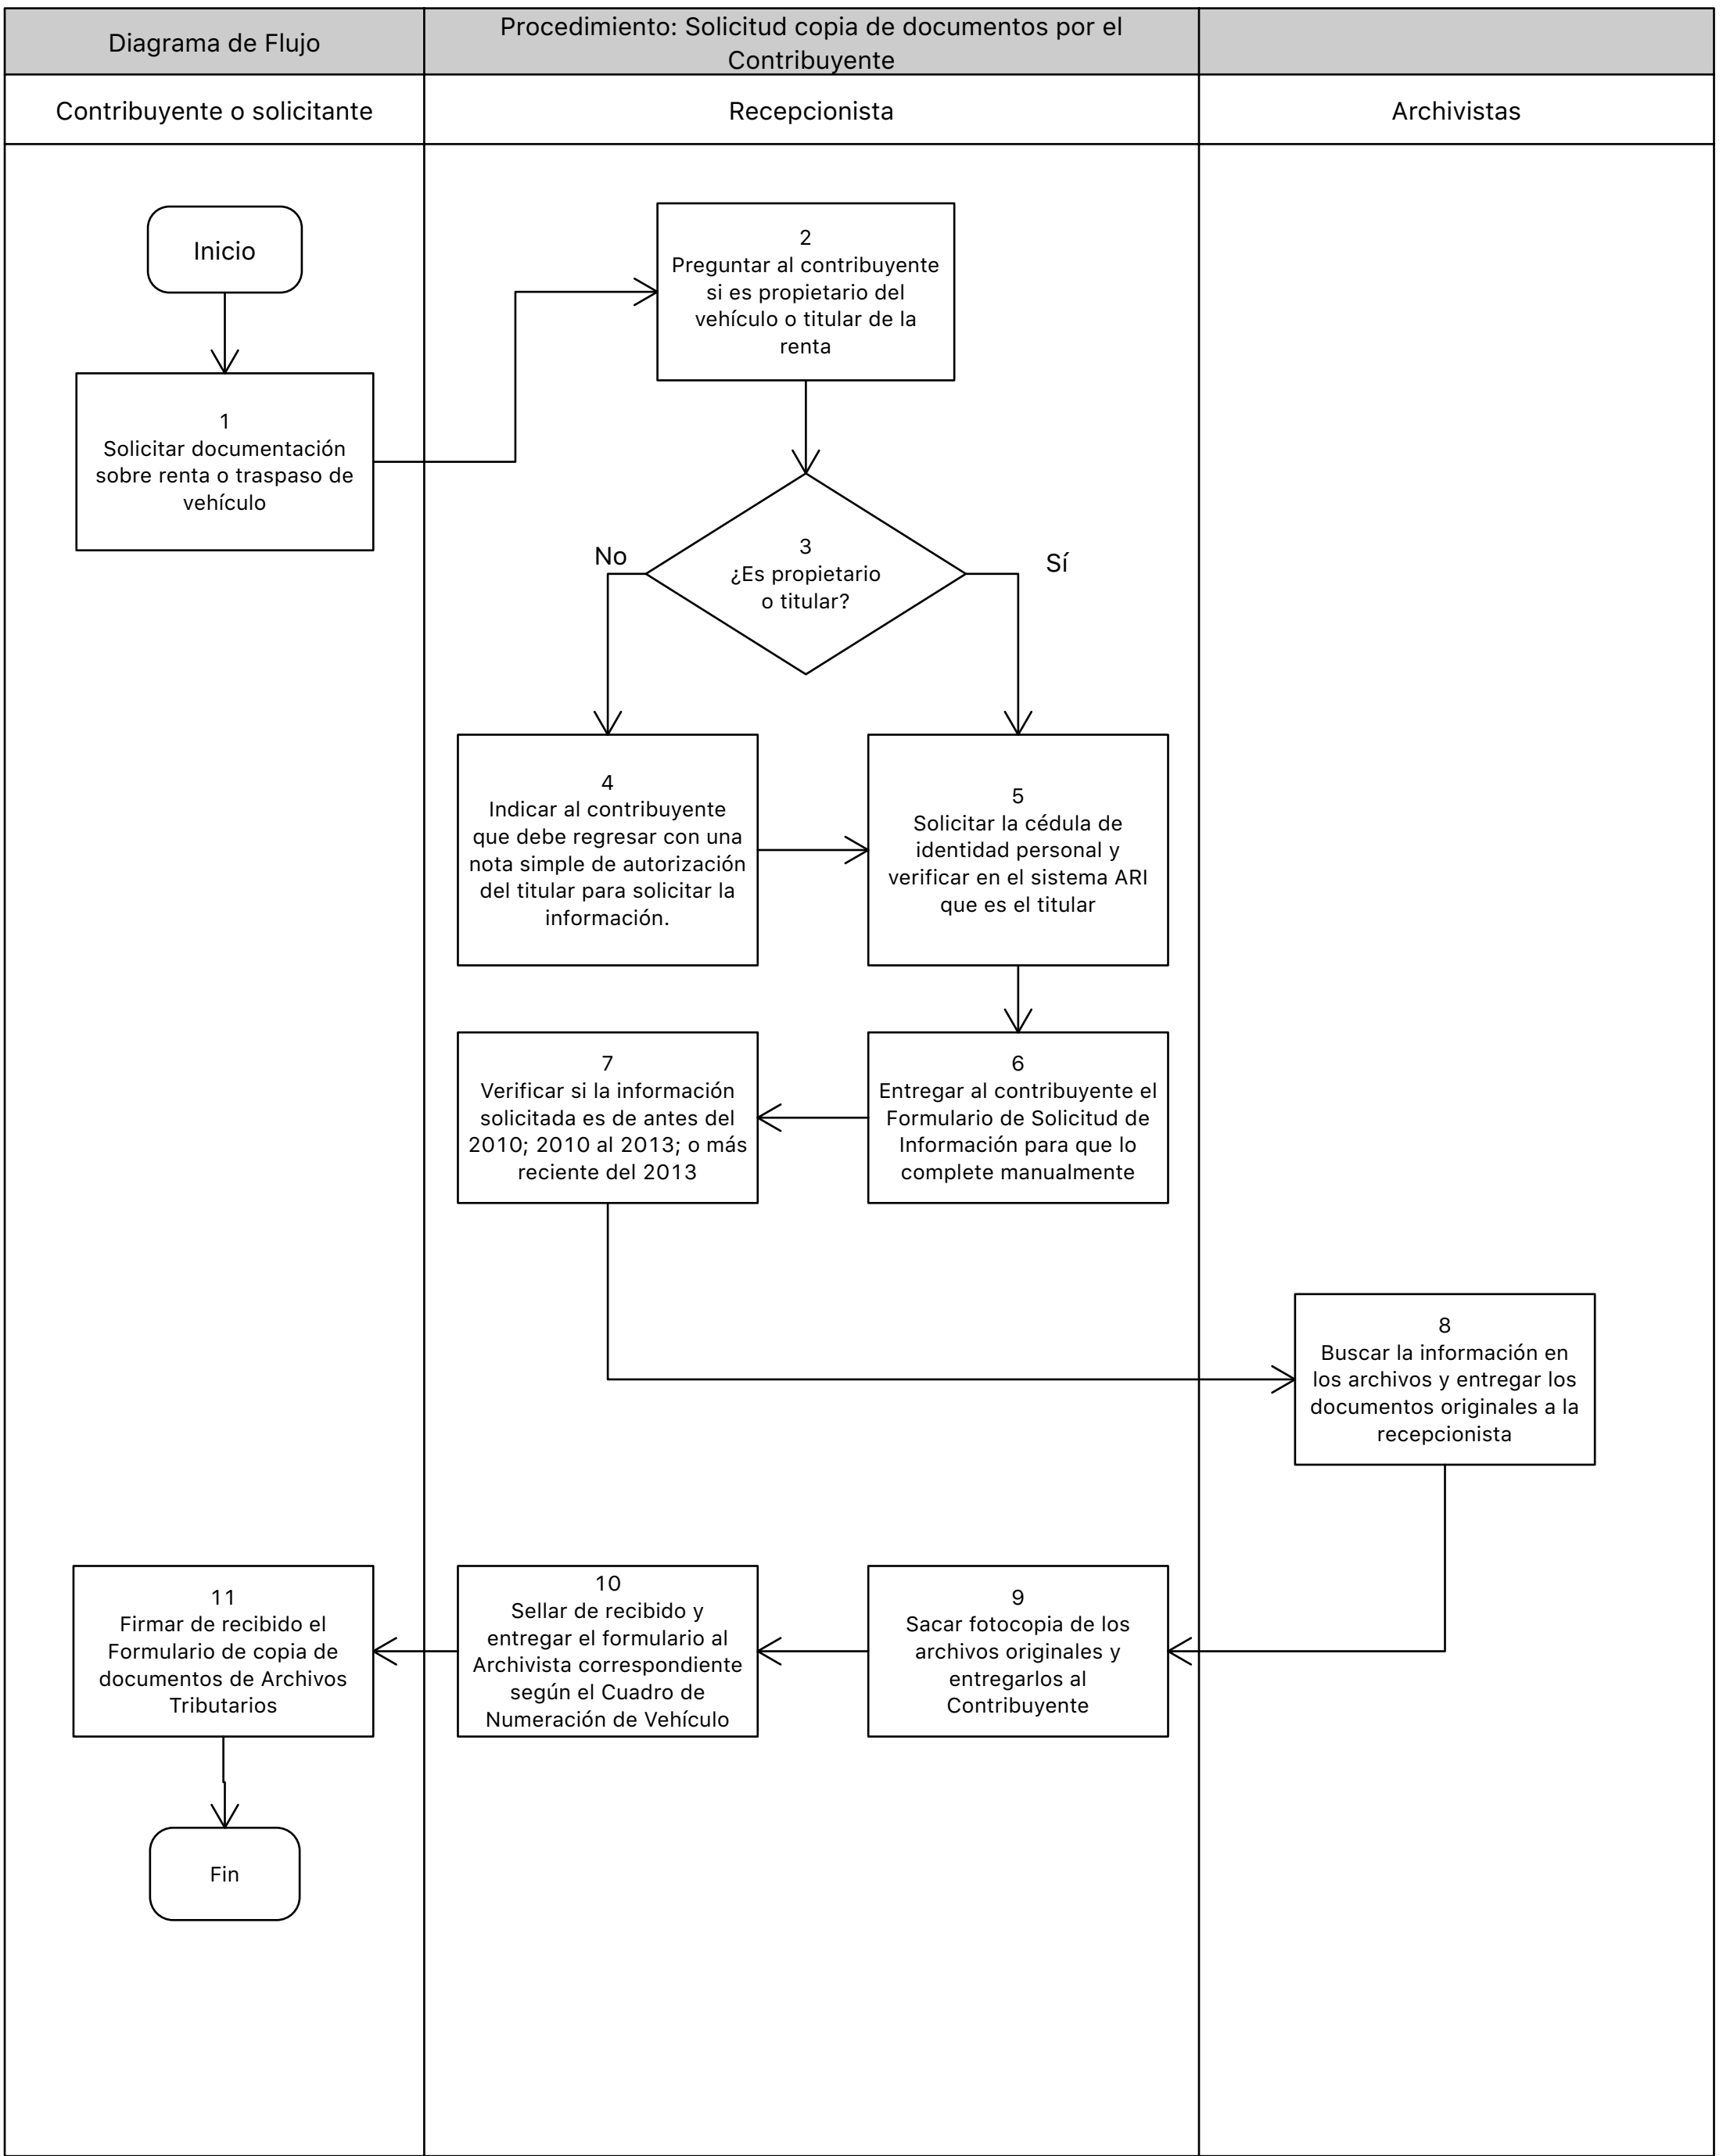 Diagrama de Flujo
Procedimiento: Solicitud copia de documentos por el
Contribuyente
Contribuyente o solicitante
Recepcionista
Archivistas
Inicio
1
Solicitar documentación
sobre renta o traspaso de
vehículo
2
Preguntar al contribuyente
si es propietario del
vehículo o titular de la
renta
3
¿Es propietario
o titular?
No
Sí
4
Indicar al contribuyente
que debe regresar con una
nota simple de autorización
del titular para solicitar la
información.
5
Solicitar la cédula de
identidad personal y
verificar en el sistema ARI
que es el titular
6
Entregar al contribuyente el
Formulario de Solicitud de
Información para que lo
complete manualmente
7
Verificar si la información
solicitada es de antes del
2010; 2010 al 2013; o más
reciente del 2013
8
Buscar la información en
los archivos y entregar los
documentos originales a la
recepcionista
9
Sacar fotocopia de los
archivos originales y
entregarlos al
Contribuyente
10
Sellar de recibido y
entregar el formulario al
Archivista correspondiente
según el Cuadro de
Numeración de Vehículo
11
Firmar de recibido el
Formulario de copia de
documentos de Archivos
Tributarios
Fin